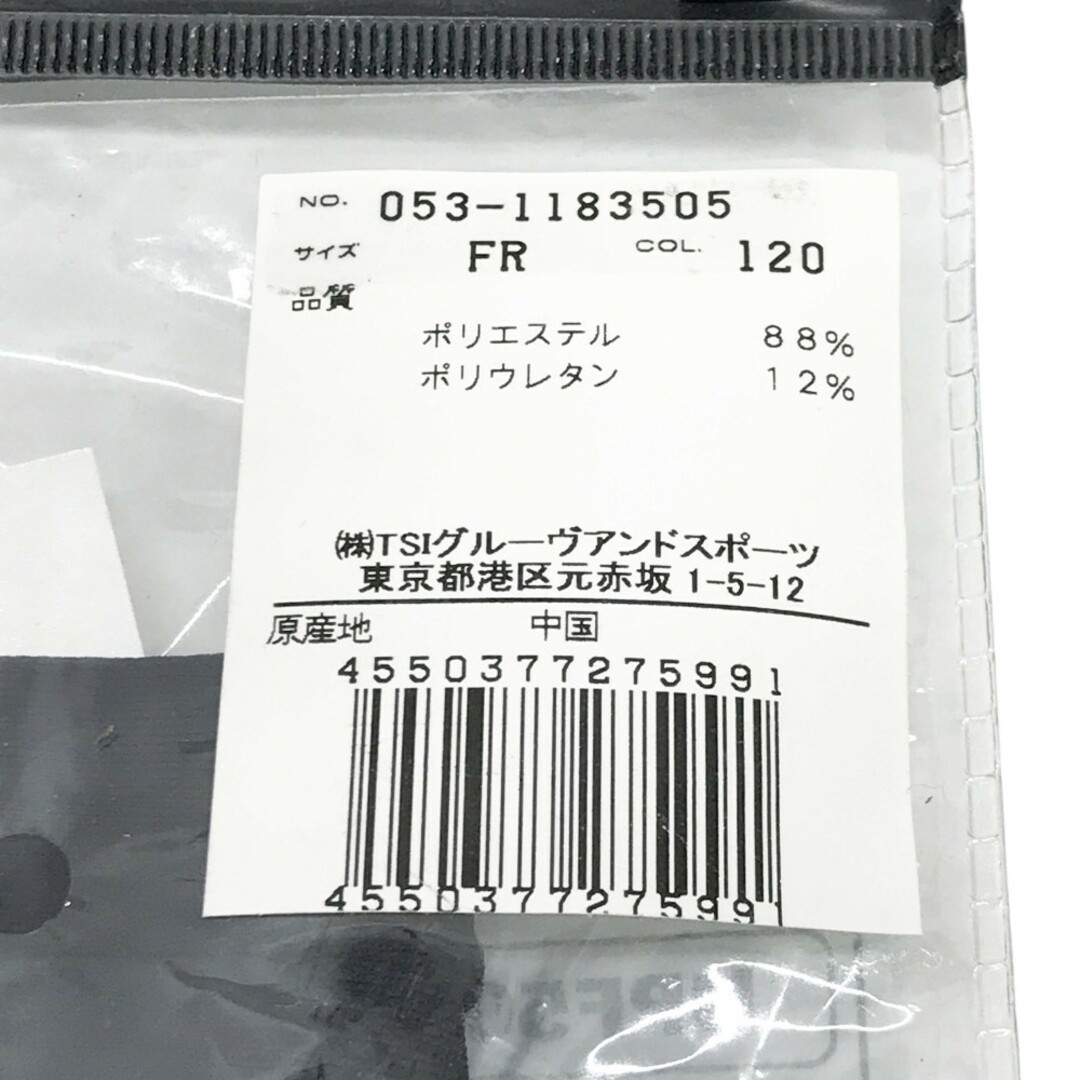 NO. 053-1183505
サイズ FR COL. 120
品質
ポリエステル 88%
ポリウレタン 12%
㈱TSIグルーヴアンドスポーツ
東京都港区元赤坂 1-5-12
原産地 中国
4550377275991
4550377275991